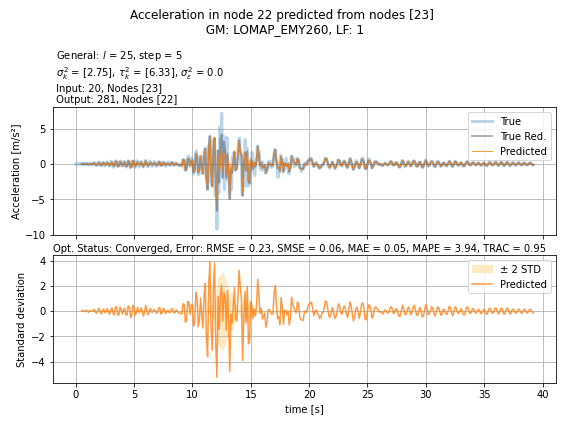 Acceleration in node 22 predicted from nodes [23]
GM: LOMAP_EMY260, LF: 1
General: l = 25, step = 5
σ²ₖ = [2.75], τ²ₖ = [6.33], σ²ε = 0.0
Input: 20, Nodes [23]
Output: 281, Nodes [22]
Acceleration [m/s²]
5
0
−5
−10
True
True Red.
Predicted
Opt. Status: Converged, Error: RMSE = 0.23, SMSE = 0.06, MAE = 0.05, MAPE = 3.94, TRAC = 0.95
Standard deviation
4
2
0
−2
−4
± 2 STD
Predicted
0 5 10 15 20 25 30 35 40
time [s]